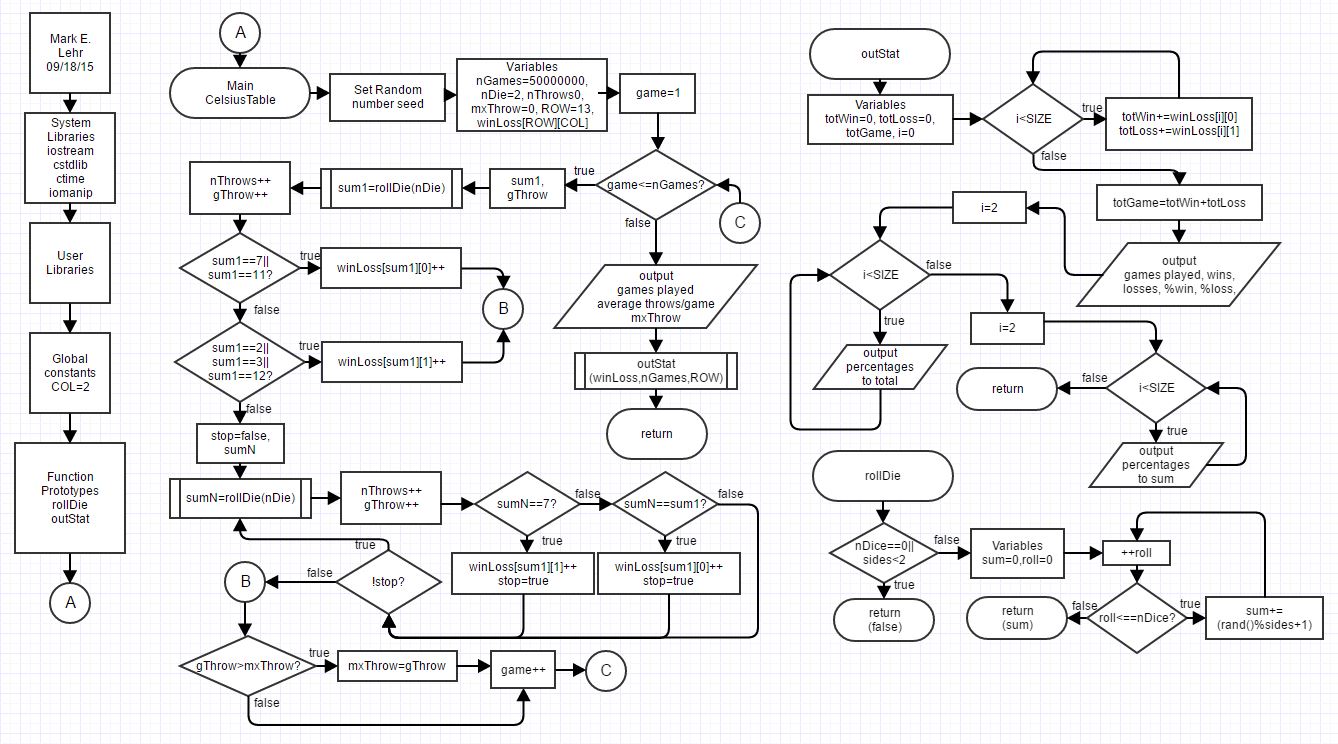 Mark E.
Lehr
09/18/15
System
Libraries
iostream
cstdlib
ctime
iomanip
User
Libraries
Global
constants
COL=2
Function
Prototypes
rollDie
outStat
A
A
Main
CelsiusTable
Set Random
number seed
Variables
nGames=50000000,
nDie=2, nThrows0,
mxThrow=0, ROW=13,
winLoss[ROW][COL]
game=1
game<=nGames?
true
false
C
sum1,
gThrow
sum1=rollDie(nDie)
nThrows++
gThrow++
sum1==7||
sum1==11?
true
false
winLoss[sum1][0]++
B
sum1==2||
sum1==3||
sum1==12?
true
false
winLoss[sum1][1]++
output
games played
average throws/game
mxThrow
outStat
(winLoss,nGames,ROW)
return
stop=false,
sumN
sumN=rollDie(nDie)
nThrows++
gThrow++
sumN==7?
false
true
sumN==sum1?
false
true
winLoss[sum1][1]++
stop=true
winLoss[sum1][0]++
stop=true
!stop?
true
false
B
gThrow>mxThrow?
true
false
mxThrow=gThrow
game++
C
outStat
Variables
totWin=0, totLoss=0,
totGame, i=0
i<SIZE
true
false
totWin+=winLoss[i][0]
totLoss+=winLoss[i][1]
totGame=totWin+totLoss
output
games played, wins,
losses, %win, %loss,
i=2
i<SIZE
false
true
output
percentages
to total
i=2
i<SIZE
false
true
return
output
percentages
to sum
rollDie
nDice==0||
sides<2
false
true
return
(false)
Variables
sum=0,roll=0
++roll
roll<==nDice?
false
true
return
(sum)
sum+=
(rand()%sides+1)